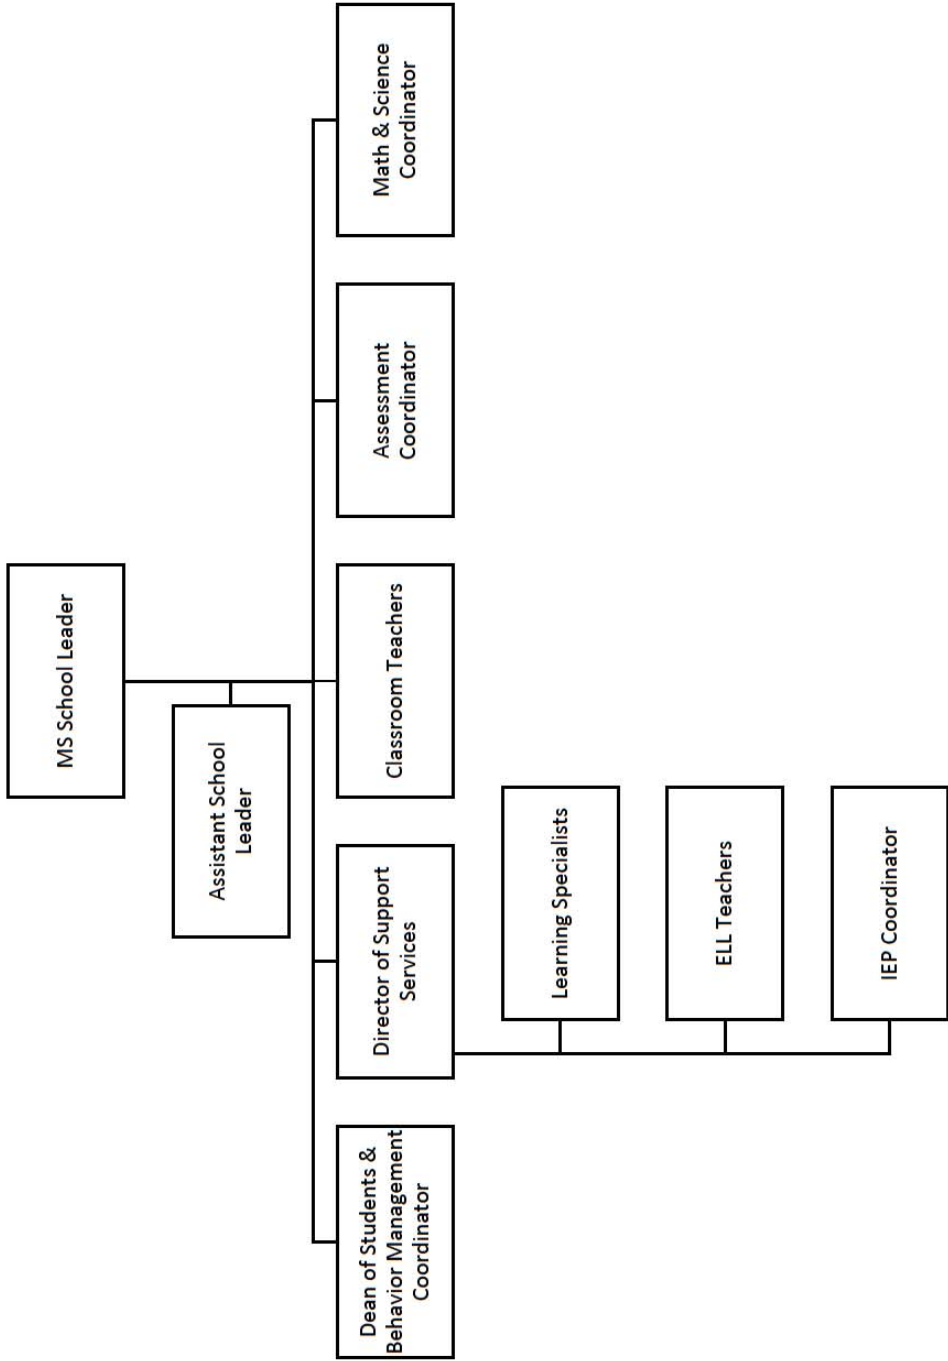 MS School Leader
Assistant School
Leader
Dean of Students &
Behavior Management
Coordinator
Director of Support
Services
Classroom Teachers
Assessment
Coordinator
Math & Science
Coordinator
Learning Specialists
ELL Teachers
IEP Coordinator